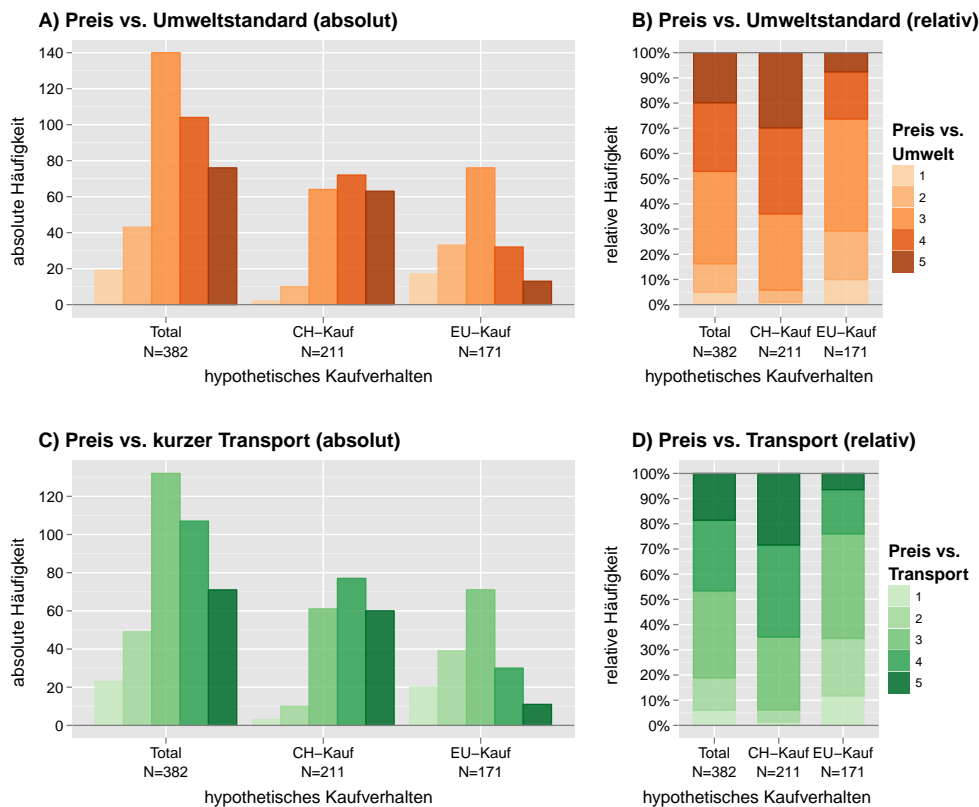 A) Preis vs. Umweltstandard (absolut)
absolute Häufigkeit
140
120
100
80
60
40
20
0
Total
N=382
CH−Kauf
N=211
EU−Kauf
N=171
hypothetisches Kaufverhalten
B) Preis vs. Umweltstandard (relativ)
relative Häufigkeit
100%
90%
80%
70%
60%
50%
40%
30%
20%
10%
0%
Total
N=382
CH−Kauf
N=211
EU−Kauf
N=171
hypothetisches Kaufverhalten
Preis vs.
Umwelt
1
2
3
4
5
C) Preis vs. kurzer Transport (absolut)
absolute Häufigkeit
120
100
80
60
40
20
0
Total
N=382
CH−Kauf
N=211
EU−Kauf
N=171
hypothetisches Kaufverhalten
D) Preis vs. Transport (relativ)
relative Häufigkeit
100%
90%
80%
70%
60%
50%
40%
30%
20%
10%
0%
Total
N=382
CH−Kauf
N=211
EU−Kauf
N=171
hypothetisches Kaufverhalten
Preis vs.
Transport
1
2
3
4
5